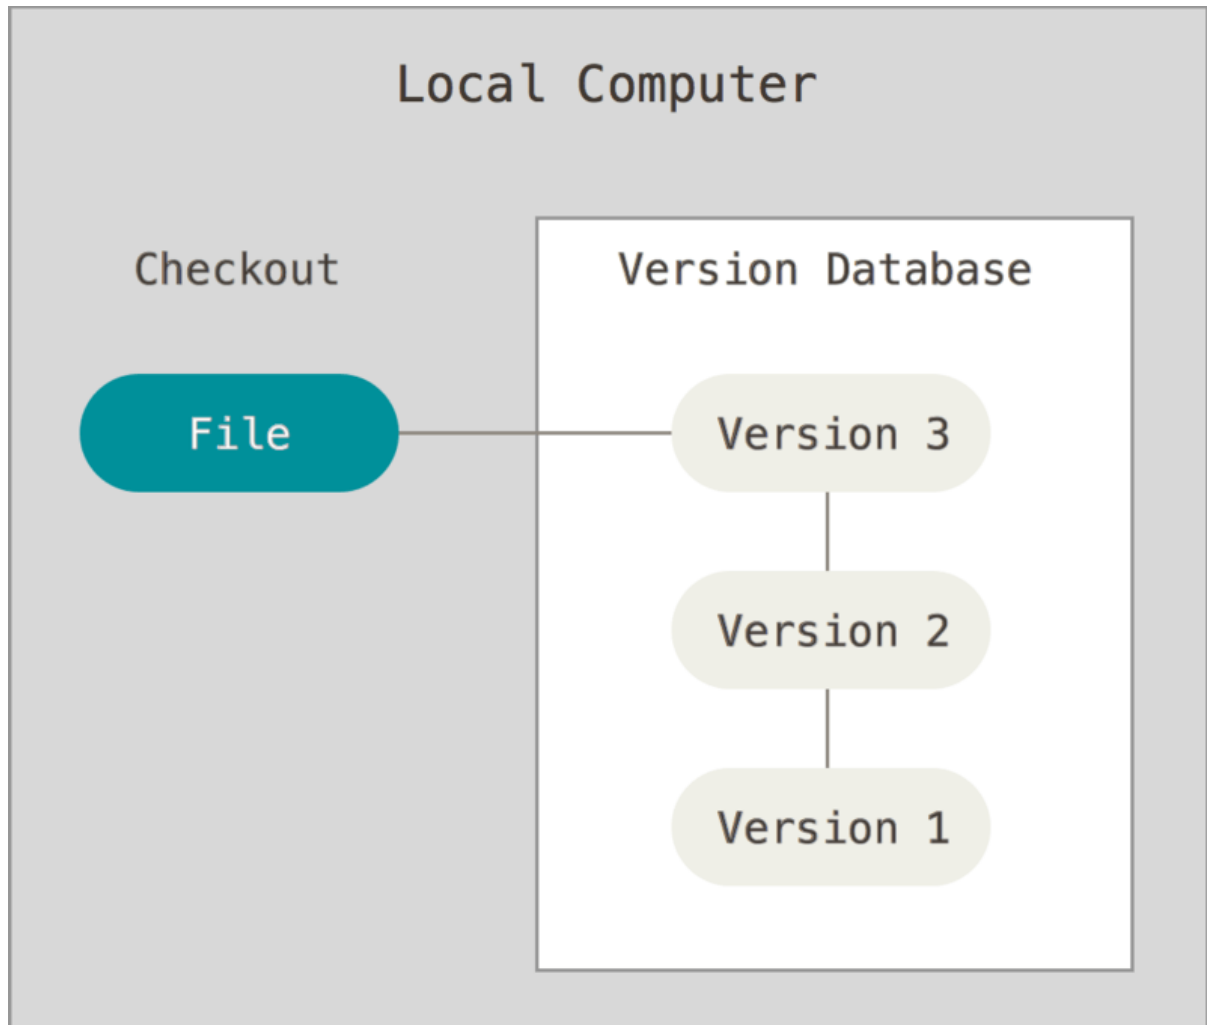 Local Computer
Checkout
Version Database
File
Version 3
Version 2
Version 1